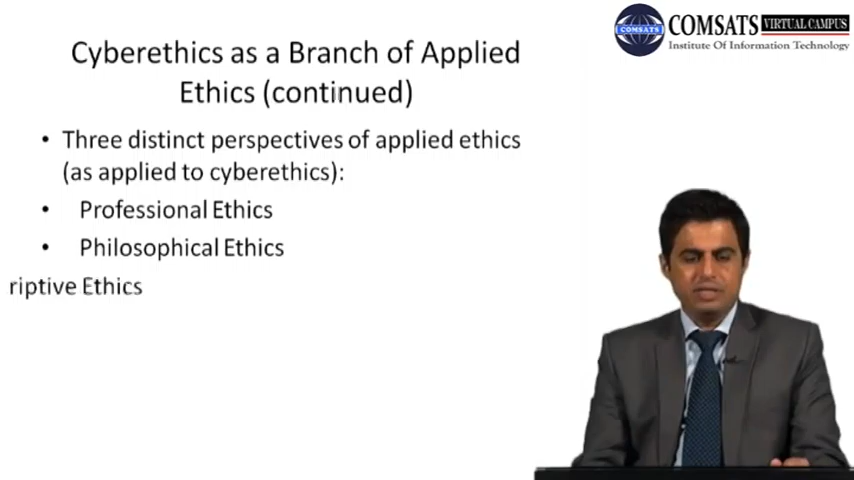 Cyberethics as a Branch of Applied
Ethics (continued)
• Three distinct perspectives of applied ethics
(as applied to cyberethics):
• Professional Ethics
• Philosophical Ethics
riptive Ethics
COMSATS
COMSATS VIRTUAL CAMPUS
Institute Of Information Technology